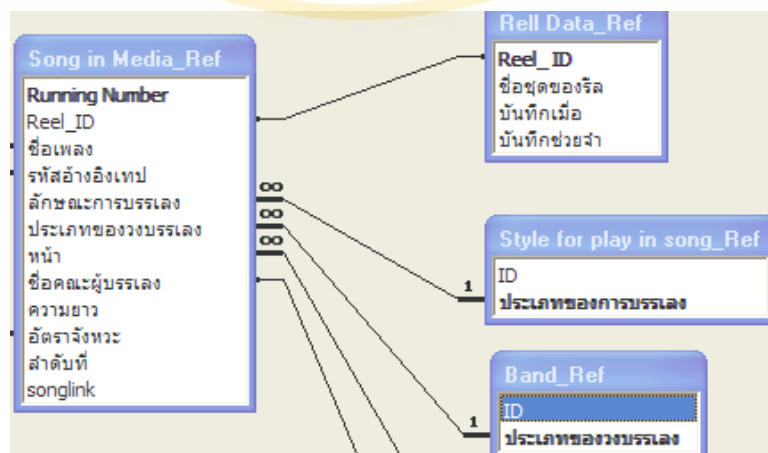 Song in Media_Ref
Running Number
Reel_ID
ชื่อเพลง
รหัสอ้างอิงเทป
ลักษณะการบรรเลง
ประเภทของวงบรรเลง
หน้า
ชื่อคณะผู้บรรเลง
ความยาว
อัตราจังหวะ
ลำดับที่
songlink
∞
∞
∞
Rell Data_Ref
Reel_ID
ชื่อชุดของรีล
บันทึกเมื่อ
บันทึกช่วยจำ
1
Style for play in song_Ref
ID
ประเภทของการบรรเลง
1
Band_Ref
ID
ประเภทของวงบรรเลง